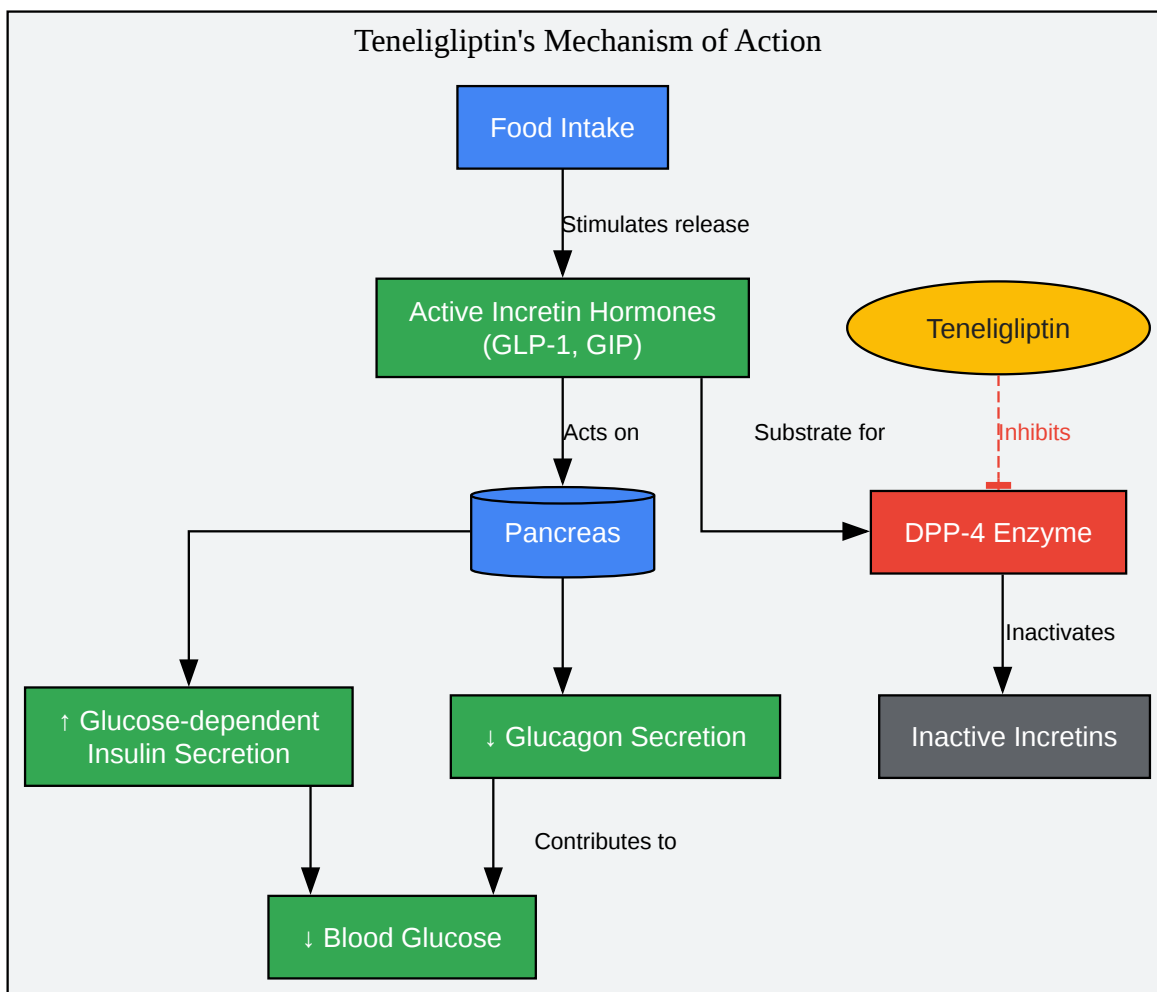 Teneligliptin's Mechanism of Action
Food Intake
Stimulates release
Active Incretin Hormones
(GLP-1, GIP)
Teneligliptin
Acts on
Substrate for
Inhibits
Pancreas
DPP-4 Enzyme
Inactivates
↑ Glucose-dependent
Insulin Secretion
↓ Glucagon Secretion
Inactive Incretins
Contributes to
↓ Blood Glucose